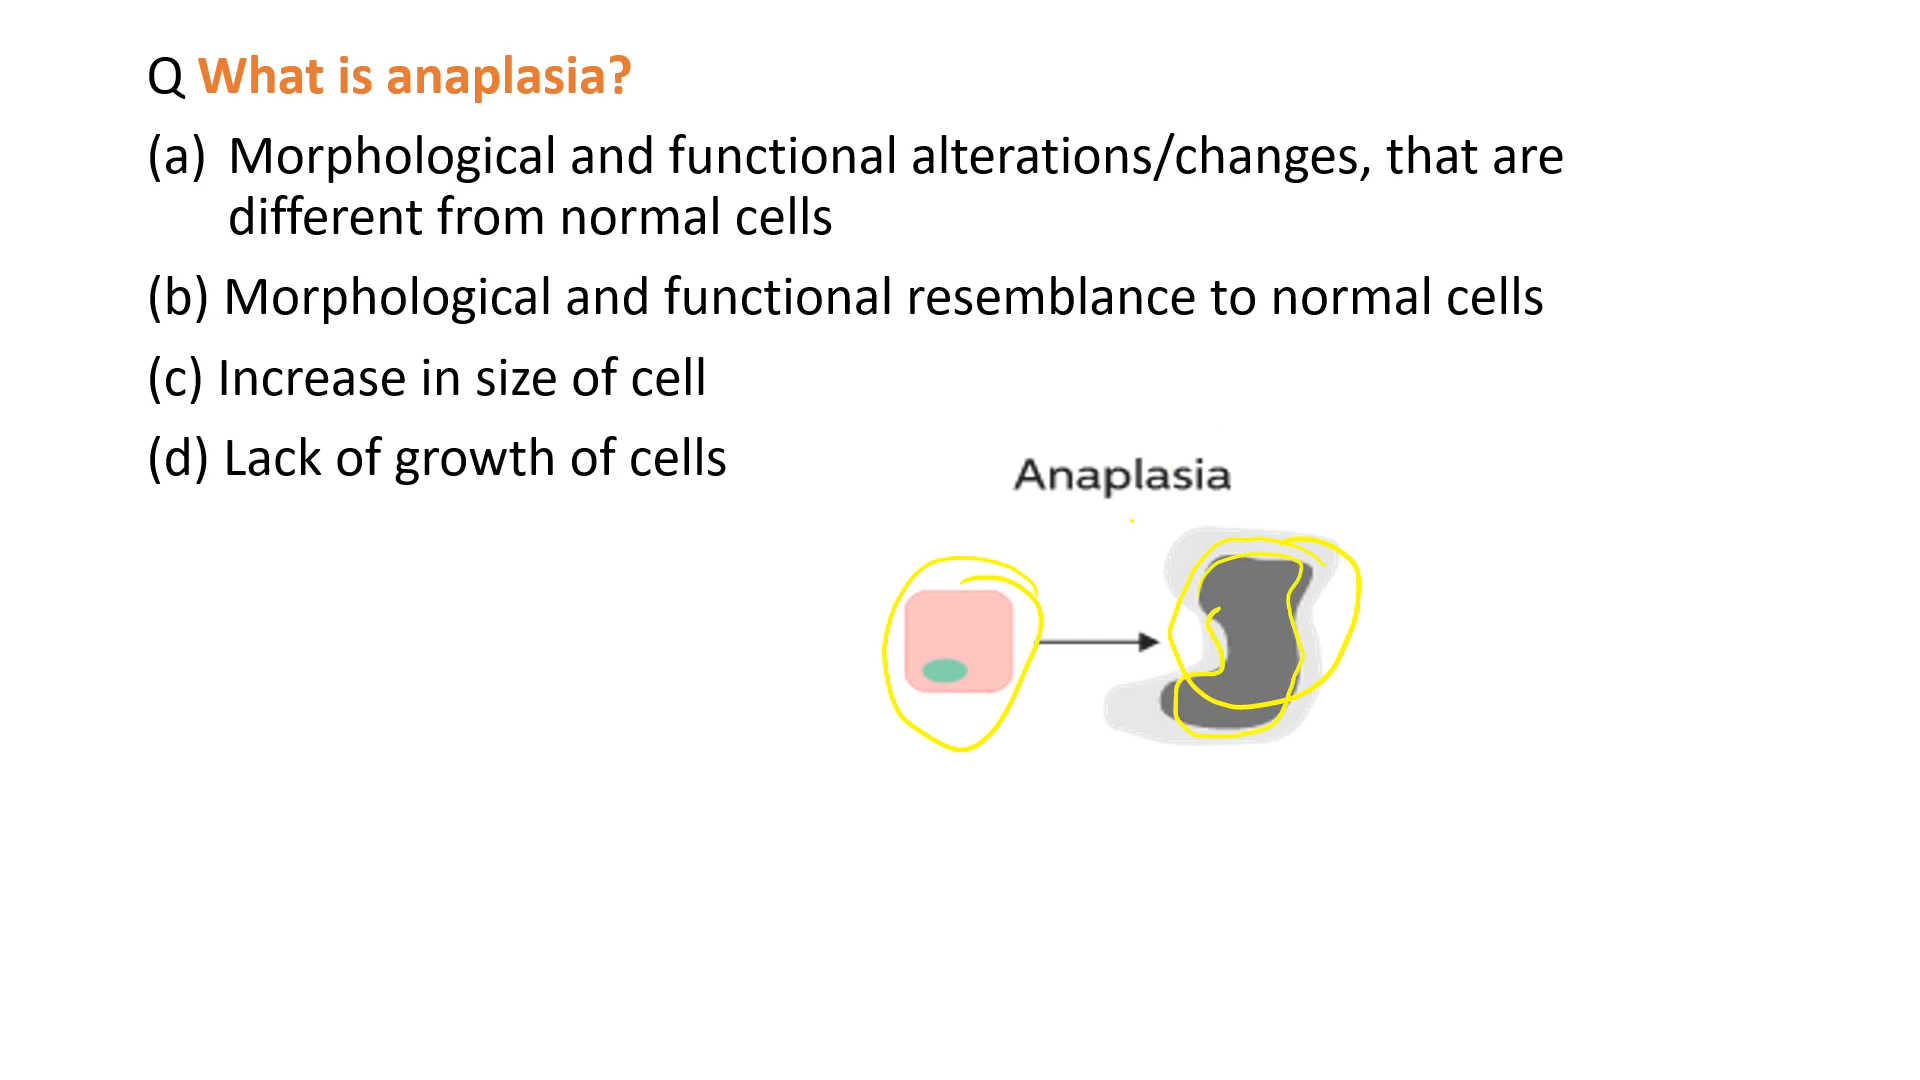 Q What is anaplasia?
(a) Morphological and functional alterations/changes, that are
different from normal cells
(b) Morphological and functional resemblance to normal cells
(c) Increase in size of cell
(d) Lack of growth of cells
Anaplasia